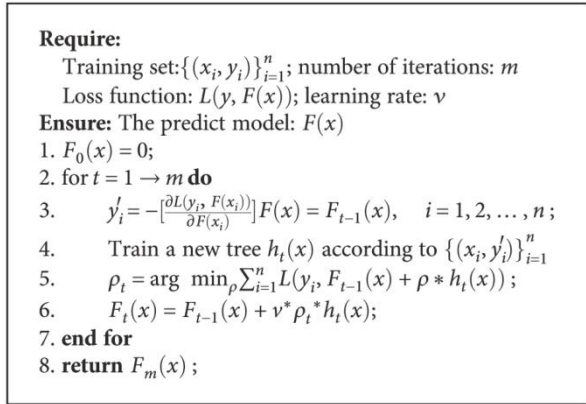 Require:
Training set:{(x_i, y_i)}_{i=1}^n; number of iterations: m
Loss function: L(y, F(x)); learning rate: ν
Ensure: The predict model: F(x)
1. F_0(x) = 0;
2. for t = 1 → m do
3. y_i′ = −[∂L(y_i, F(x_i))/∂F(x_i)]F(x) = F_{t−1}(x), i = 1, 2, … , n;
4. Train a new tree h_t(x) according to {(x_i, y_i′)}_{i=1}^n
5. ρ_t = arg min_ρ∑_{i=1}^n L(y_i, F_{t−1}(x) + ρ * h_t(x));
6. F_t(x) = F_{t−1}(x) + ν*ρ_t*h_t(x);
7. end for
8. return F_m(x);